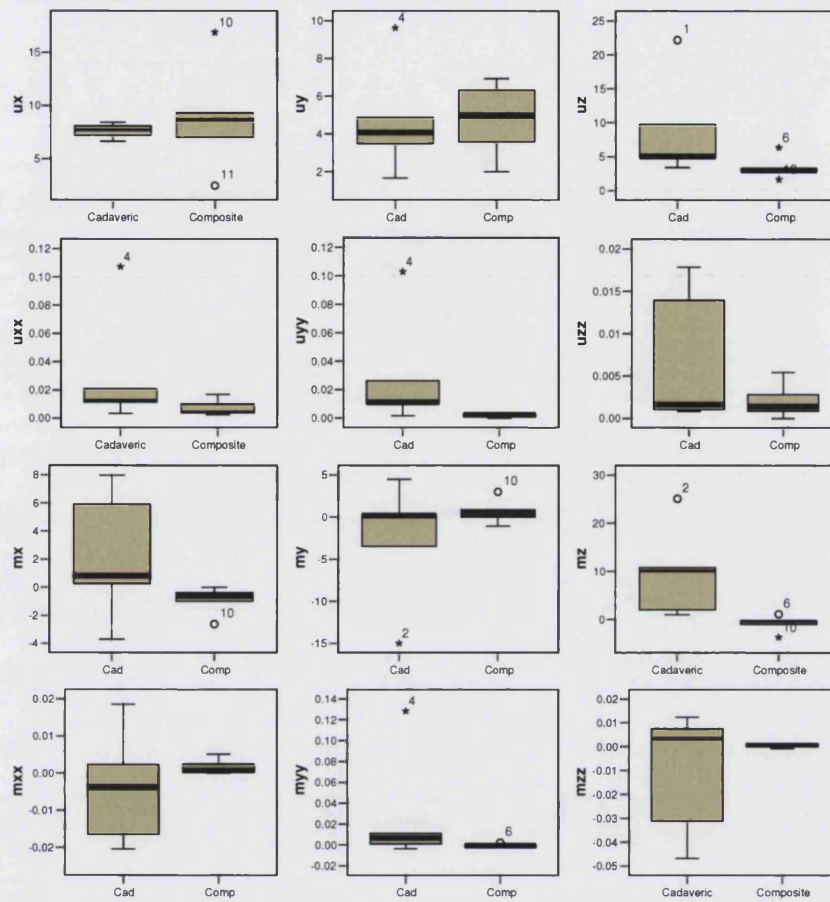 ux
15
10
5
10
11
Cadaveric
Composite
uy
10
8
6
4
2
4
Cad
Comp
uz
25
20
15
10
5
0
1
6
Cad
Comp
uxx
0.12
0.10
0.08
0.06
0.04
0.02
0.00
4
Cadaveric
Composite
uyy
0.12
0.10
0.08
0.06
0.04
0.02
0.00
4
Cad
Comp
uzz
0.02
0.015
0.01
0.005
0.00
Cad
Comp
mx
8
6
4
2
0
-2
-4
10
Cad
Comp
my
5
0
-5
-10
-15
2
10
Cad
Comp
mz
30
20
10
0
2
6
10
Cadaveric
Composite
mxx
0.02
0.01
0.00
-0.01
-0.02
Cad
Comp
myy
0.14
0.12
0.10
0.08
0.06
0.04
0.02
0.00
-0.02
4
6
Cad
Comp
mzz
0.02
0.01
0.00
-0.01
-0.02
-0.03
-0.04
-0.05
Cadaveric
Composite